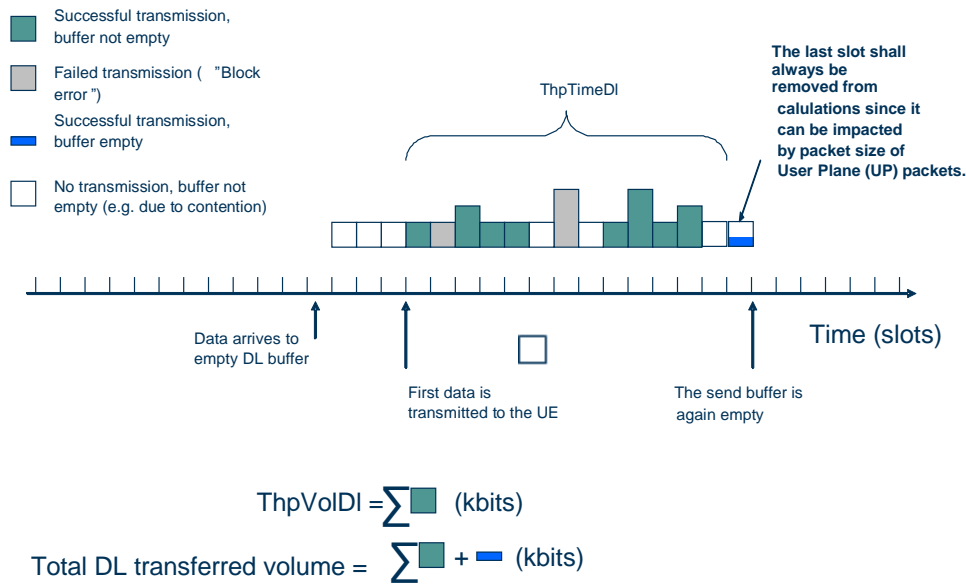 Successful transmission,
buffer not empty
Failed transmission ( "Block
error ")
Successful transmission,
buffer empty
No transmission, buffer not
empty (e.g. due to contention)
ThpTimeDl
The last slot shall
always be
removed from
calulations since it
can be impacted
by packet size of
User Plane (UP) packets.
Data arrives to
empty DL buffer
First data is
transmitted to the UE
The send buffer is
again empty
Time (slots)
ThpVolDl = ∑ (kbits)
Total DL transferred volume = ∑ + (kbits)